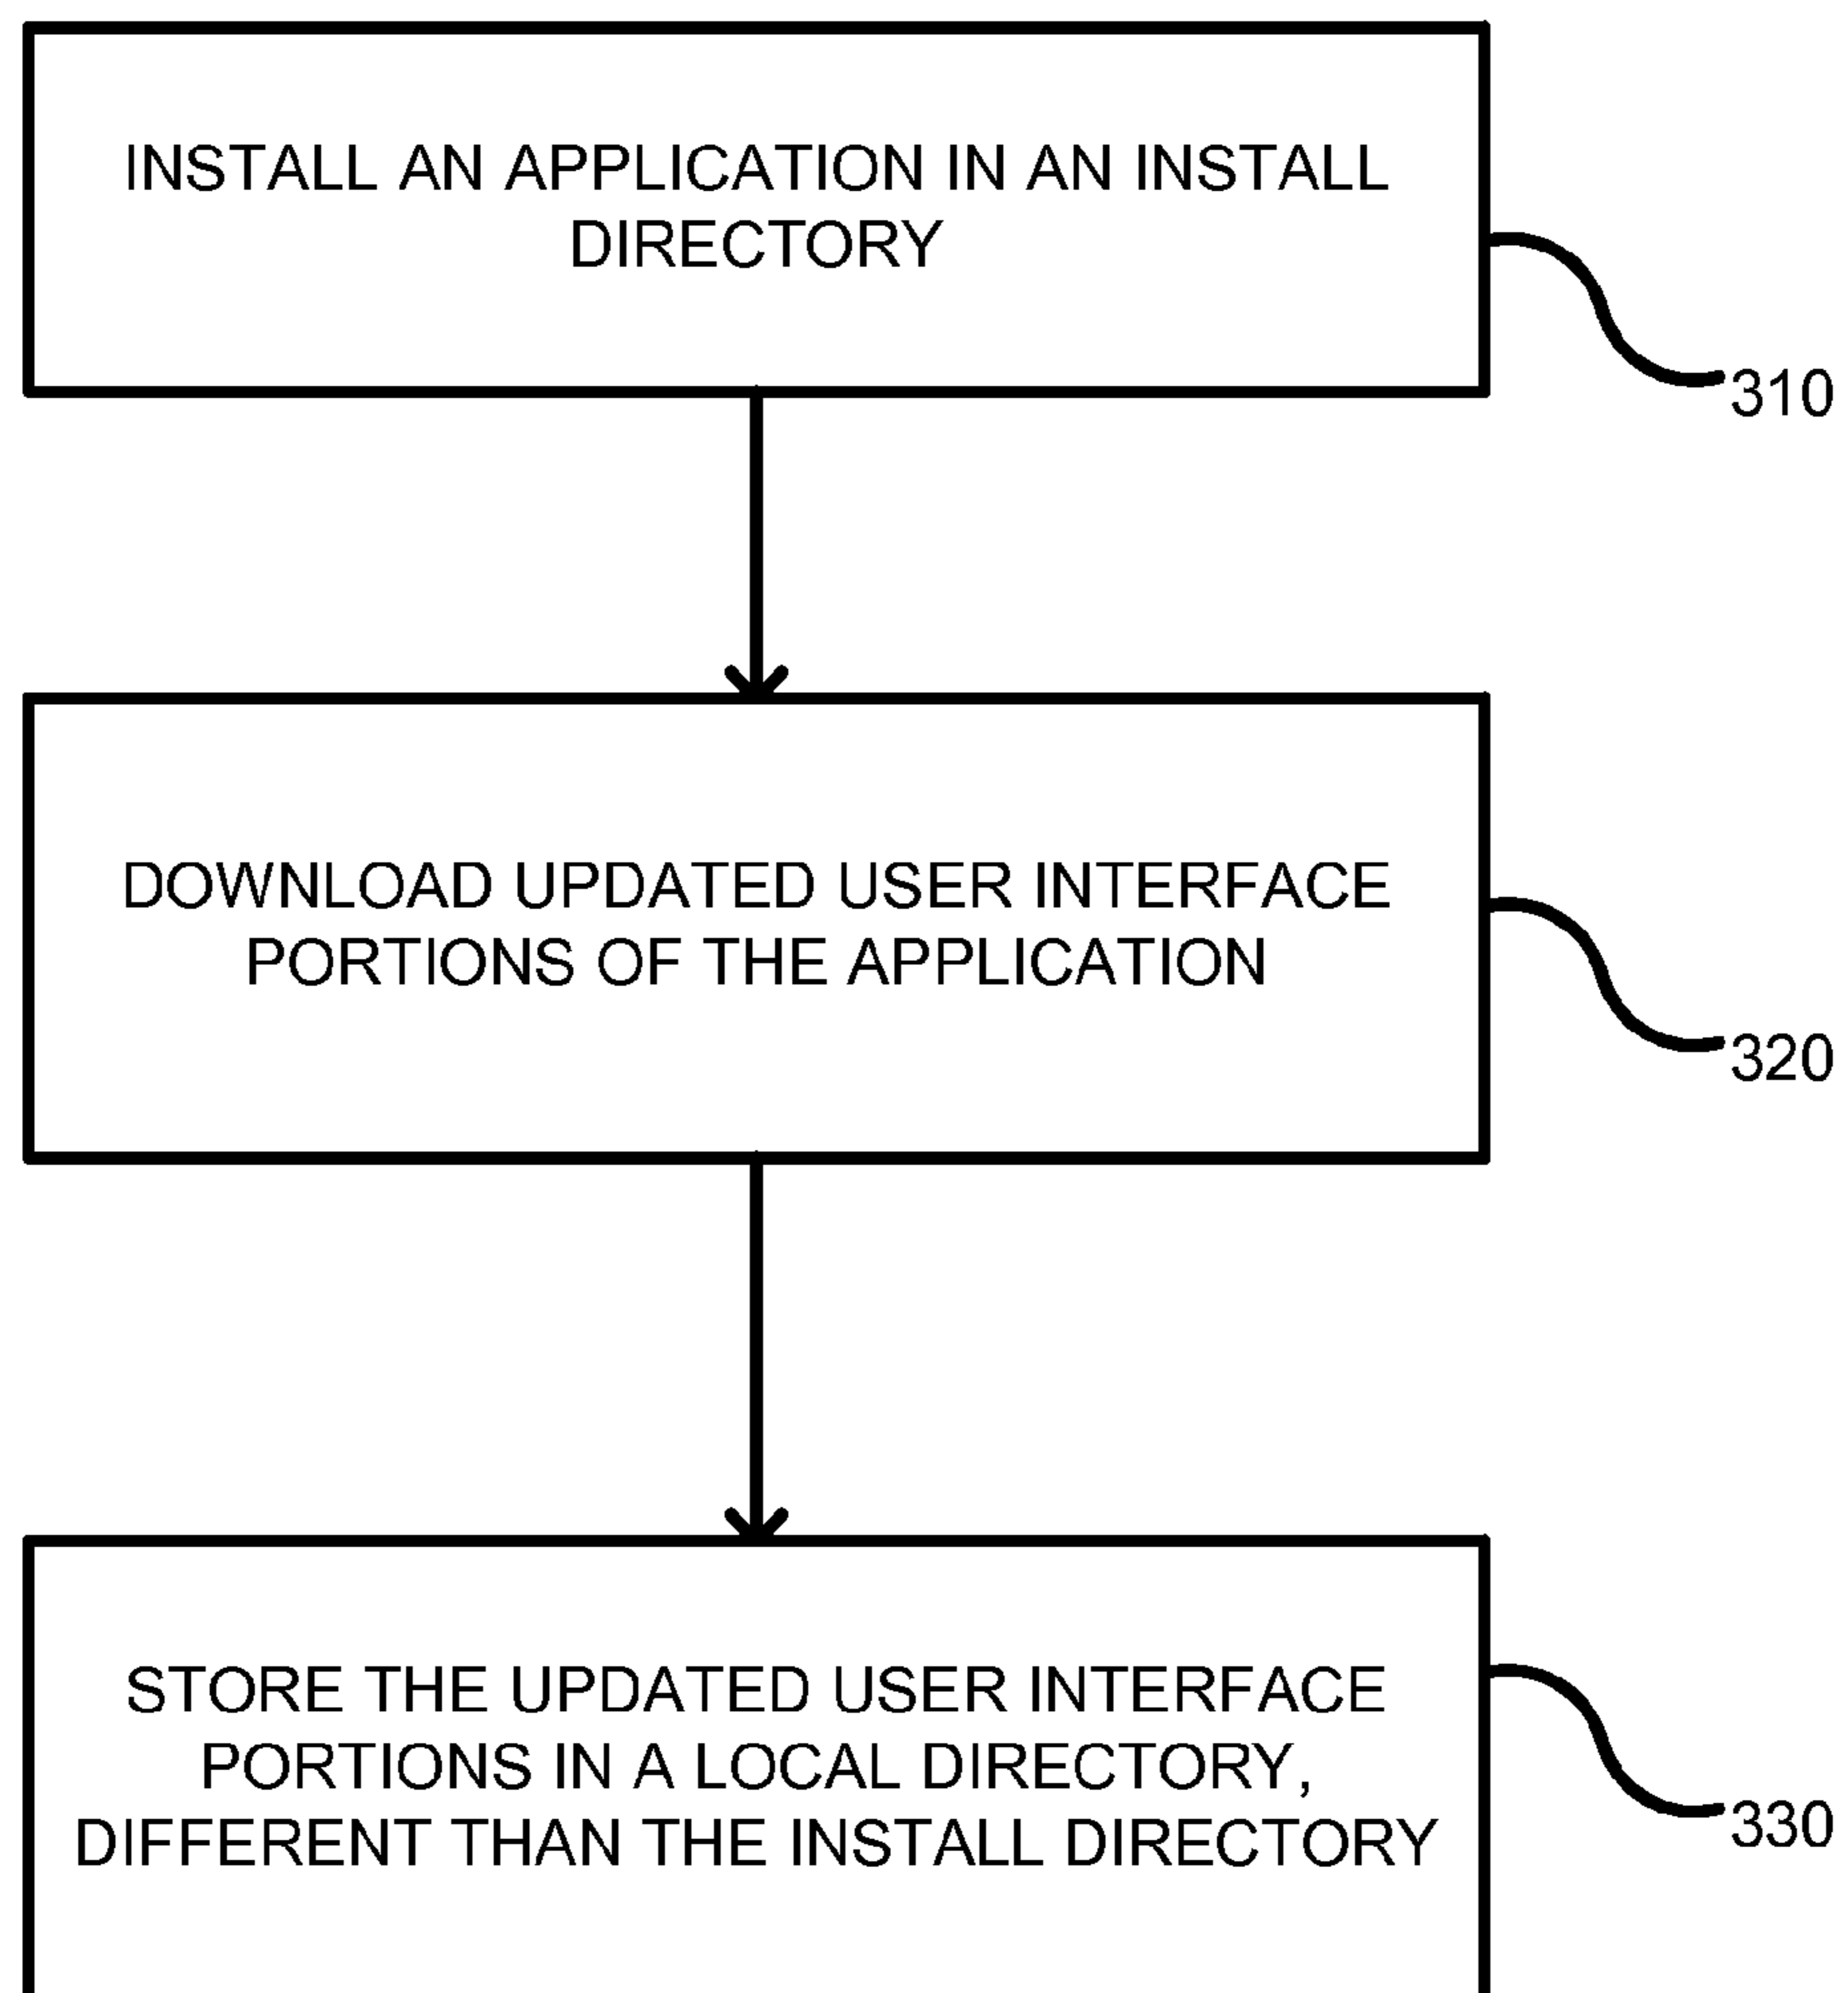 INSTALL AN APPLICATION IN AN INSTALL
DIRECTORY
310
DOWNLOAD UPDATED USER INTERFACE
PORTIONS OF THE APPLICATION
320
STORE THE UPDATED USER INTERFACE
PORTIONS IN A LOCAL DIRECTORY,
DIFFERENT THAN THE INSTALL DIRECTORY
330